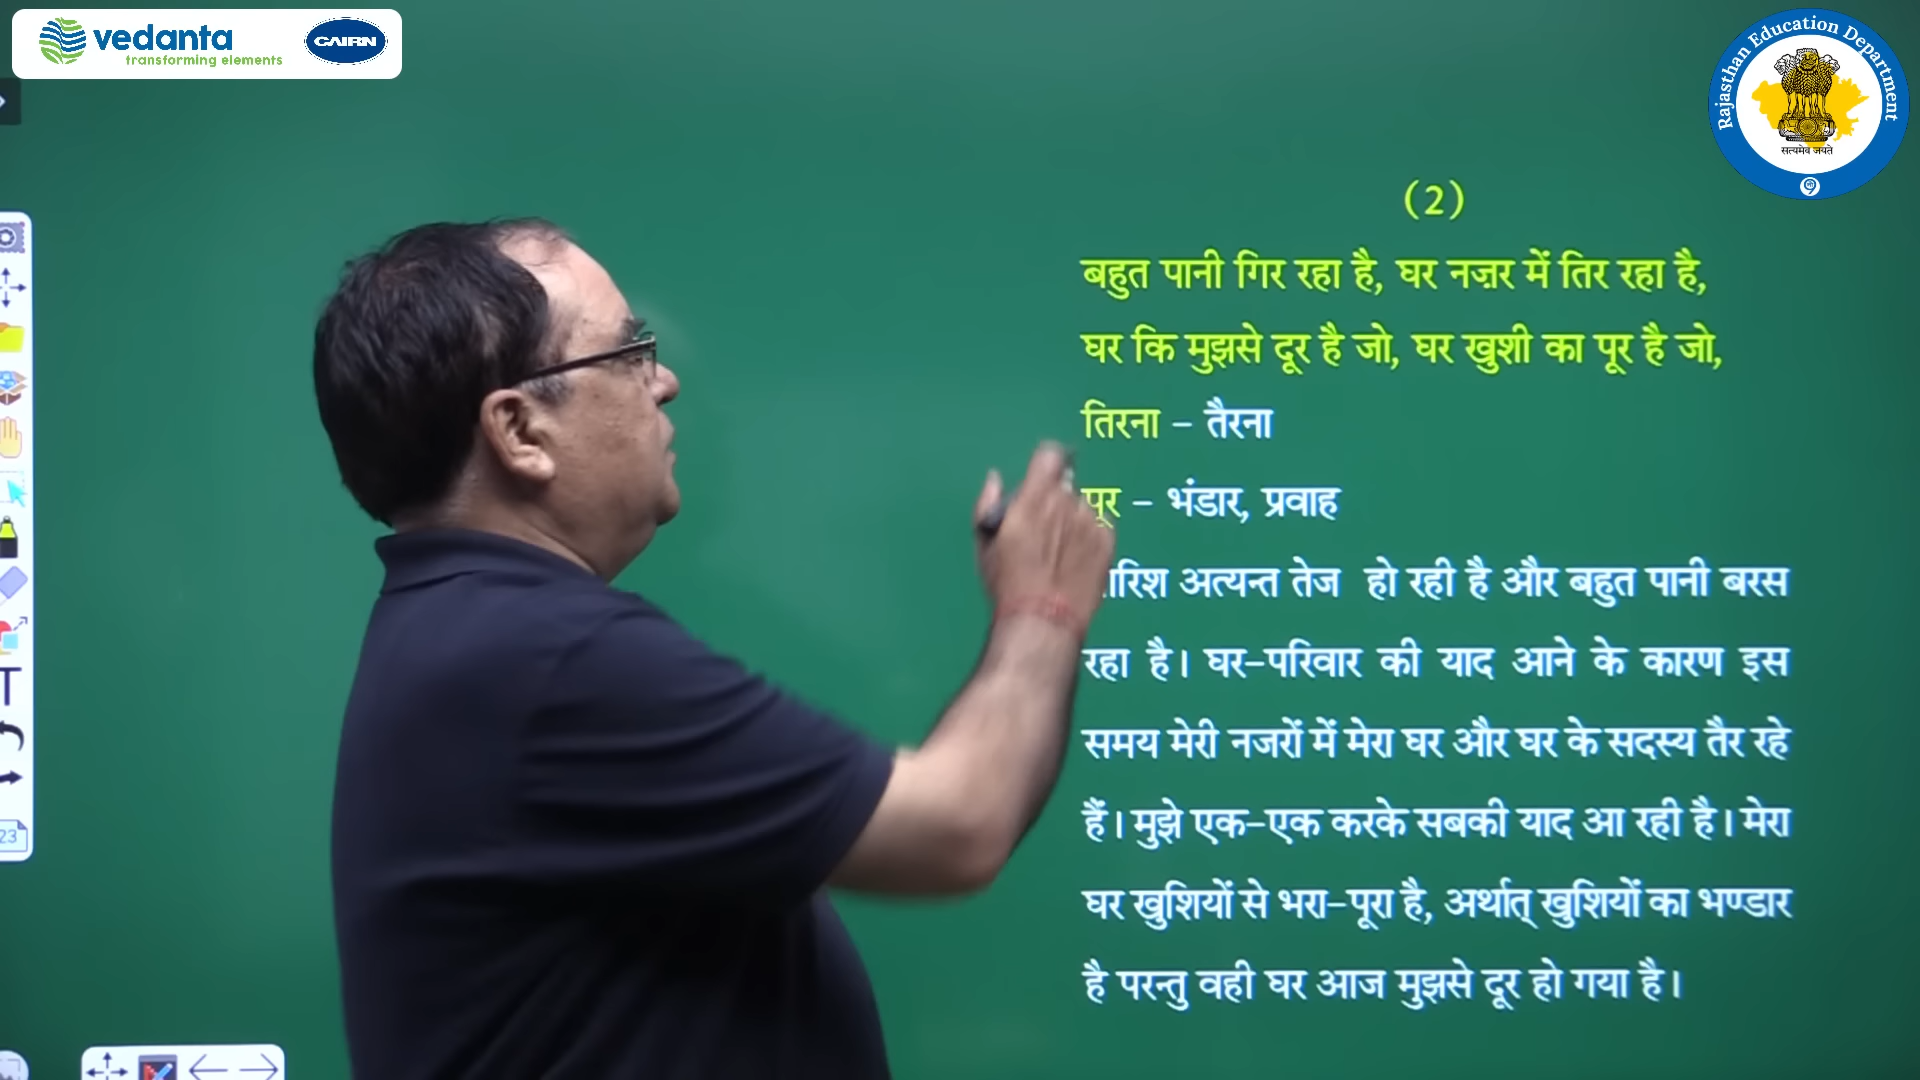 vedanta
transforming elements
CAIRN
Rajasthan Education Department
सत्यमेव जयते
(2)
बहुत पानी गिर रहा है, घर नज़र में तिर रहा है,
घर कि मुझसे दूर है जो, घर खुशी का पूर है जो,
तिरना – तैरना
पूर – भंडार, प्रवाह
अत्यन्त तेज हो रही है और बहुत पानी बरस
रहा है। घर–परिवार की याद आने के कारण इस
समय मेरी नजरों में मेरा घर और घर के सदस्य तैर रहे
हैं। मुझे एक–एक करके सबकी याद आ रही है। मेरा
घर खुशियों से भरा–पूरा है, अर्थात् खुशियों का भण्डार
है परन्तु वही घर आज मुझसे दूर हो गया है।
T
23